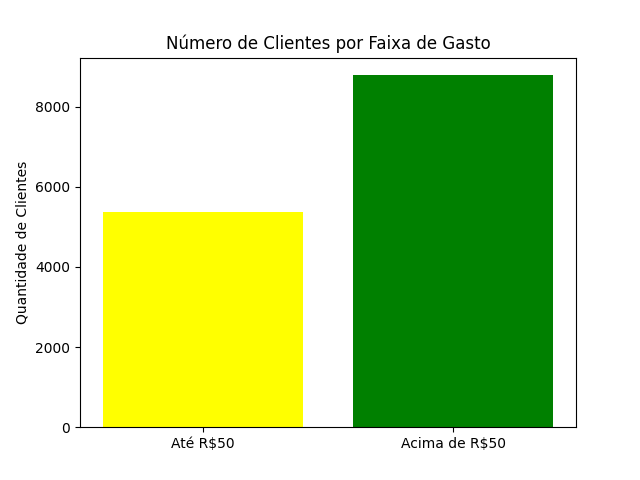 Número de Clientes por Faixa de Gasto
Quantidade de Clientes
8000
6000
4000
2000
0
Até R$50
Acima de R$50